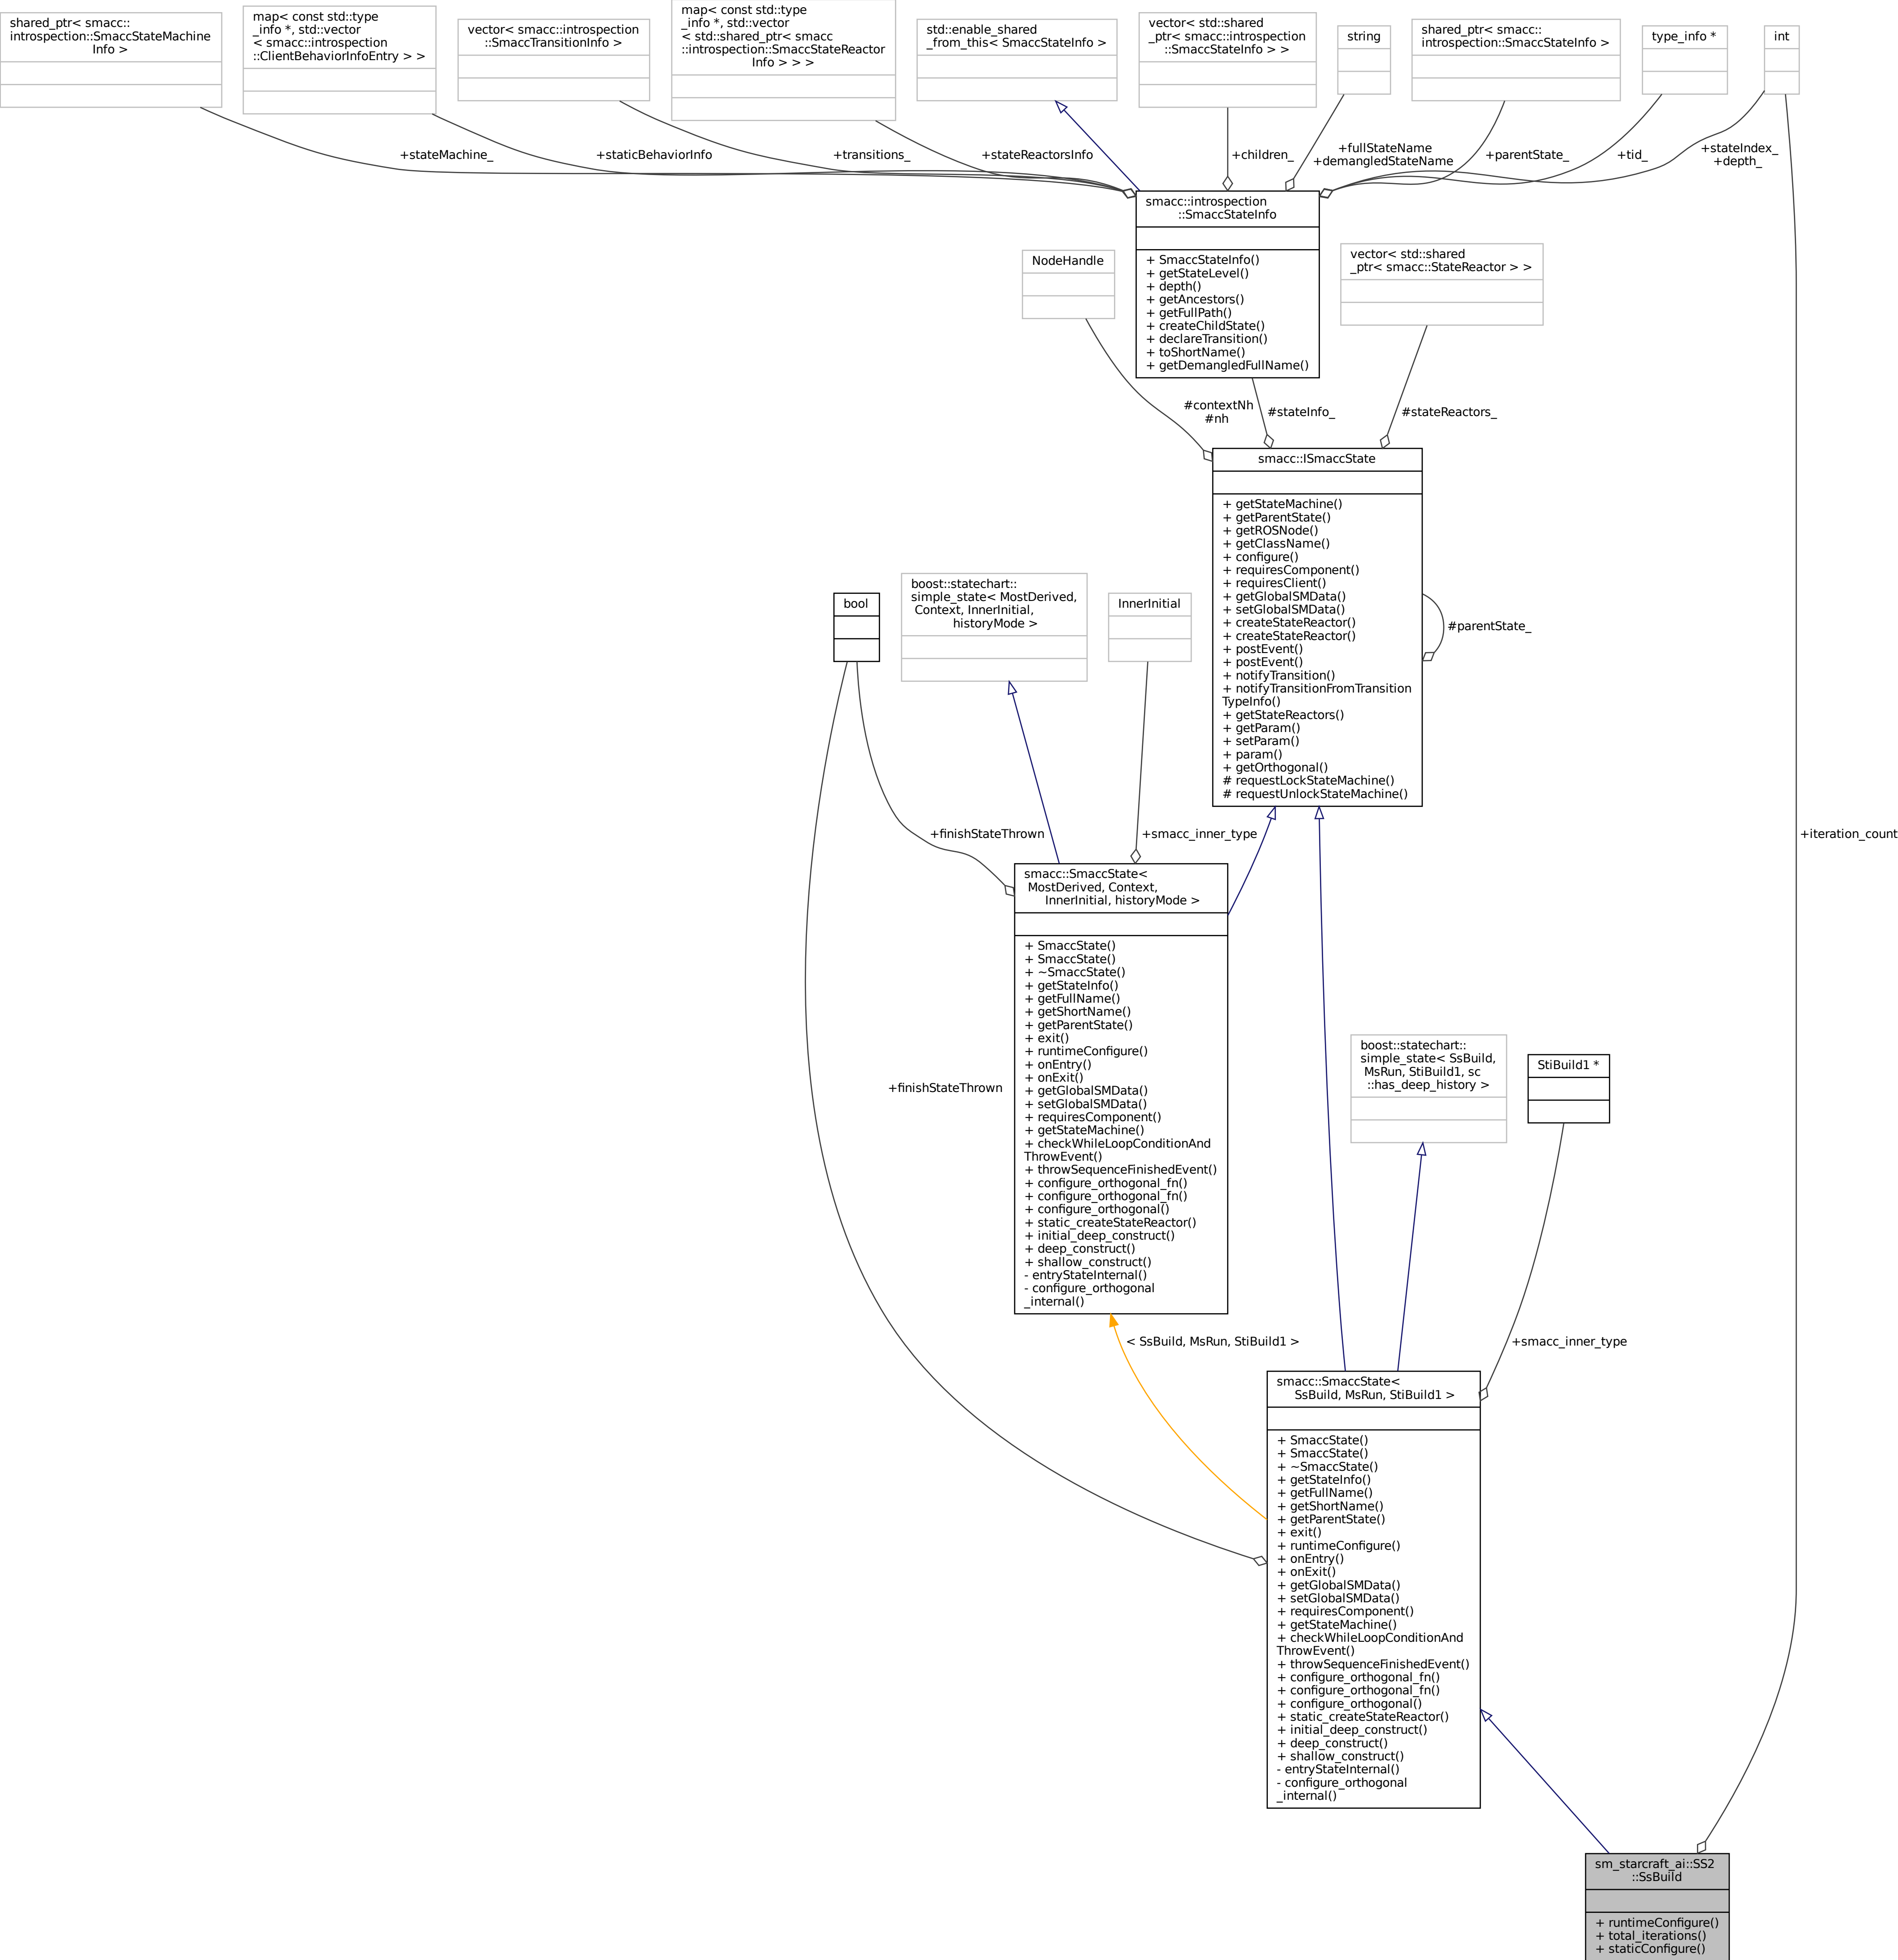 shared_ptr< smacc::
introspection::SmaccStateMachine
Info >
map< const std::type
_info *, std::vector
< smacc::introspection
::ClientBehaviorInfoEntry > >
vector< smacc::introspection
::SmaccTransitionInfo >
map< const std::type
_info *, std::vector
< std::shared_ptr< smacc
::introspection::SmaccStateReactor
Info > > >
std::enable_shared
_from_this< SmaccStateInfo >
vector< std::shared
_ptr< smacc::introspection
::SmaccStateInfo > >
string
shared_ptr< smacc::
introspection::SmaccStateInfo >
type_info *
int
+stateMachine_
+staticBehaviorInfo
+transitions_
+stateReactorsInfo
+children_
+fullStateName
+demangledStateName
+parentState_
+tid_
+stateIndex_
+depth_
smacc::introspection
::SmaccStateInfo
+ SmaccStateInfo()
+ getStateLevel()
+ depth()
+ getAncestors()
+ getFullPath()
+ createChildState()
+ declareTransition()
+ toShortName()
+ getDemangledFullName()
NodeHandle
vector< std::shared
_ptr< smacc::StateReactor > >
#contextNh
#nh
#stateInfo_
#stateReactors_
smacc::ISmaccState
+ getStateMachine()
+ getParentState()
+ getROSNode()
+ getClassName()
+ configure()
+ requiresComponent()
+ requiresClient()
+ getGlobalSMData()
+ setGlobalSMData()
+ createStateReactor()
+ createStateReactor()
+ postEvent()
+ postEvent()
+ notifyTransition()
+ notifyTransitionFromTransition
TypeInfo()
+ getStateReactors()
+ getParam()
+ setParam()
+ param()
+ getOrthogonal()
# requestLockStateMachine()
# requestUnlockStateMachine()
#parentState_
bool
boost::statechart::
simple_state< MostDerived,
Context, InnerInitial,
historyMode >
InnerInitial
+finishStateThrown
+smacc_inner_type
+iteration_count
smacc::SmaccState<
MostDerived, Context,
InnerInitial, historyMode >
+ SmaccState()
+ SmaccState()
+ ~SmaccState()
+ getStateInfo()
+ getFullName()
+ getShortName()
+ getParentState()
+ exit()
+ runtimeConfigure()
+ onEntry()
+ onExit()
+ getGlobalSMData()
+ setGlobalSMData()
+ requiresComponent()
+ getStateMachine()
+ checkWhileLoopConditionAnd
ThrowEvent()
+ throwSequenceFinishedEvent()
+ configure_orthogonal_fn()
+ configure_orthogonal_fn()
+ configure_orthogonal()
+ static_createStateReactor()
+ initial_deep_construct()
+ deep_construct()
+ shallow_construct()
- entryStateInternal()
- configure_orthogonal
_internal()
+finishStateThrown
boost::statechart::
simple_state< SsBuild,
MsRun, StiBuild1, sc
::has_deep_history >
StiBuild1 *
< SsBuild, MsRun, StiBuild1 >
+smacc_inner_type
smacc::SmaccState<
SsBuild, MsRun, StiBuild1 >
+ SmaccState()
+ SmaccState()
+ ~SmaccState()
+ getStateInfo()
+ getFullName()
+ getShortName()
+ getParentState()
+ exit()
+ runtimeConfigure()
+ onEntry()
+ onExit()
+ getGlobalSMData()
+ setGlobalSMData()
+ requiresComponent()
+ getStateMachine()
+ checkWhileLoopConditionAnd
ThrowEvent()
+ throwSequenceFinishedEvent()
+ configure_orthogonal_fn()
+ configure_orthogonal_fn()
+ configure_orthogonal()
+ static_createStateReactor()
+ initial_deep_construct()
+ deep_construct()
+ shallow_construct()
- entryStateInternal()
- configure_orthogonal
_internal()
sm_starcraft_ai::SS2
::SsBuild
+ runtimeConfigure()
+ total_iterations()
+ staticConfigure()